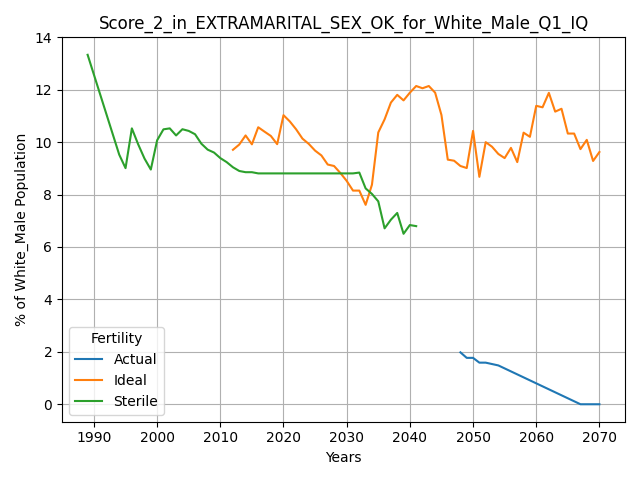 Score_2_in_EXTRAMARITAL_SEX_OK_for_White_Male_Q1_IQ
% of White_Male Population
14
12
10
8
6
4
2
0
Fertility
Actual
Ideal
Sterile
1990 2000 2010 2020 2030 2040 2050 2060 2070
Years